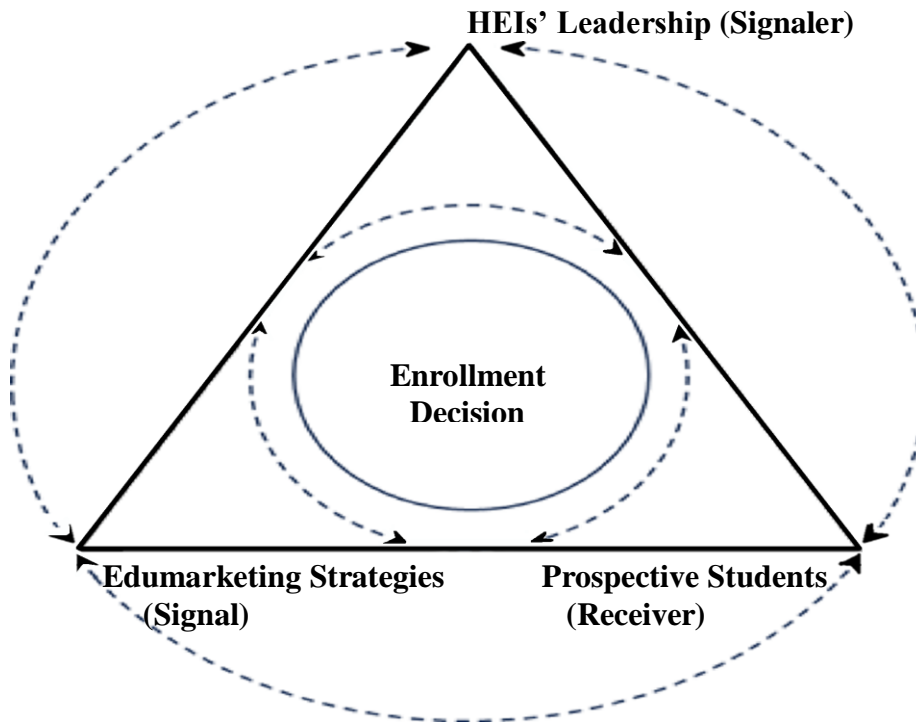 HEIs’ Leadership (Signaler)
Enrollment
Decision
Edumarketing Strategies
(Signal)
Prospective Students
(Receiver)